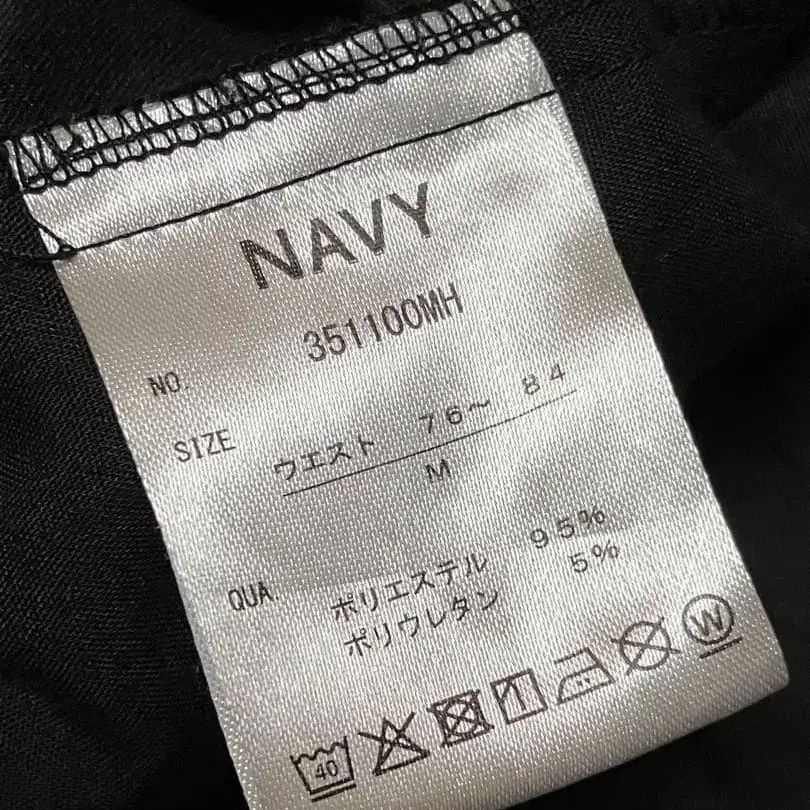 NAVY
NO. 351100MH
SIZE ウエスト 76～ 84
M
QUA ポリエステル 95%
ポリウレタン 5%
40 W